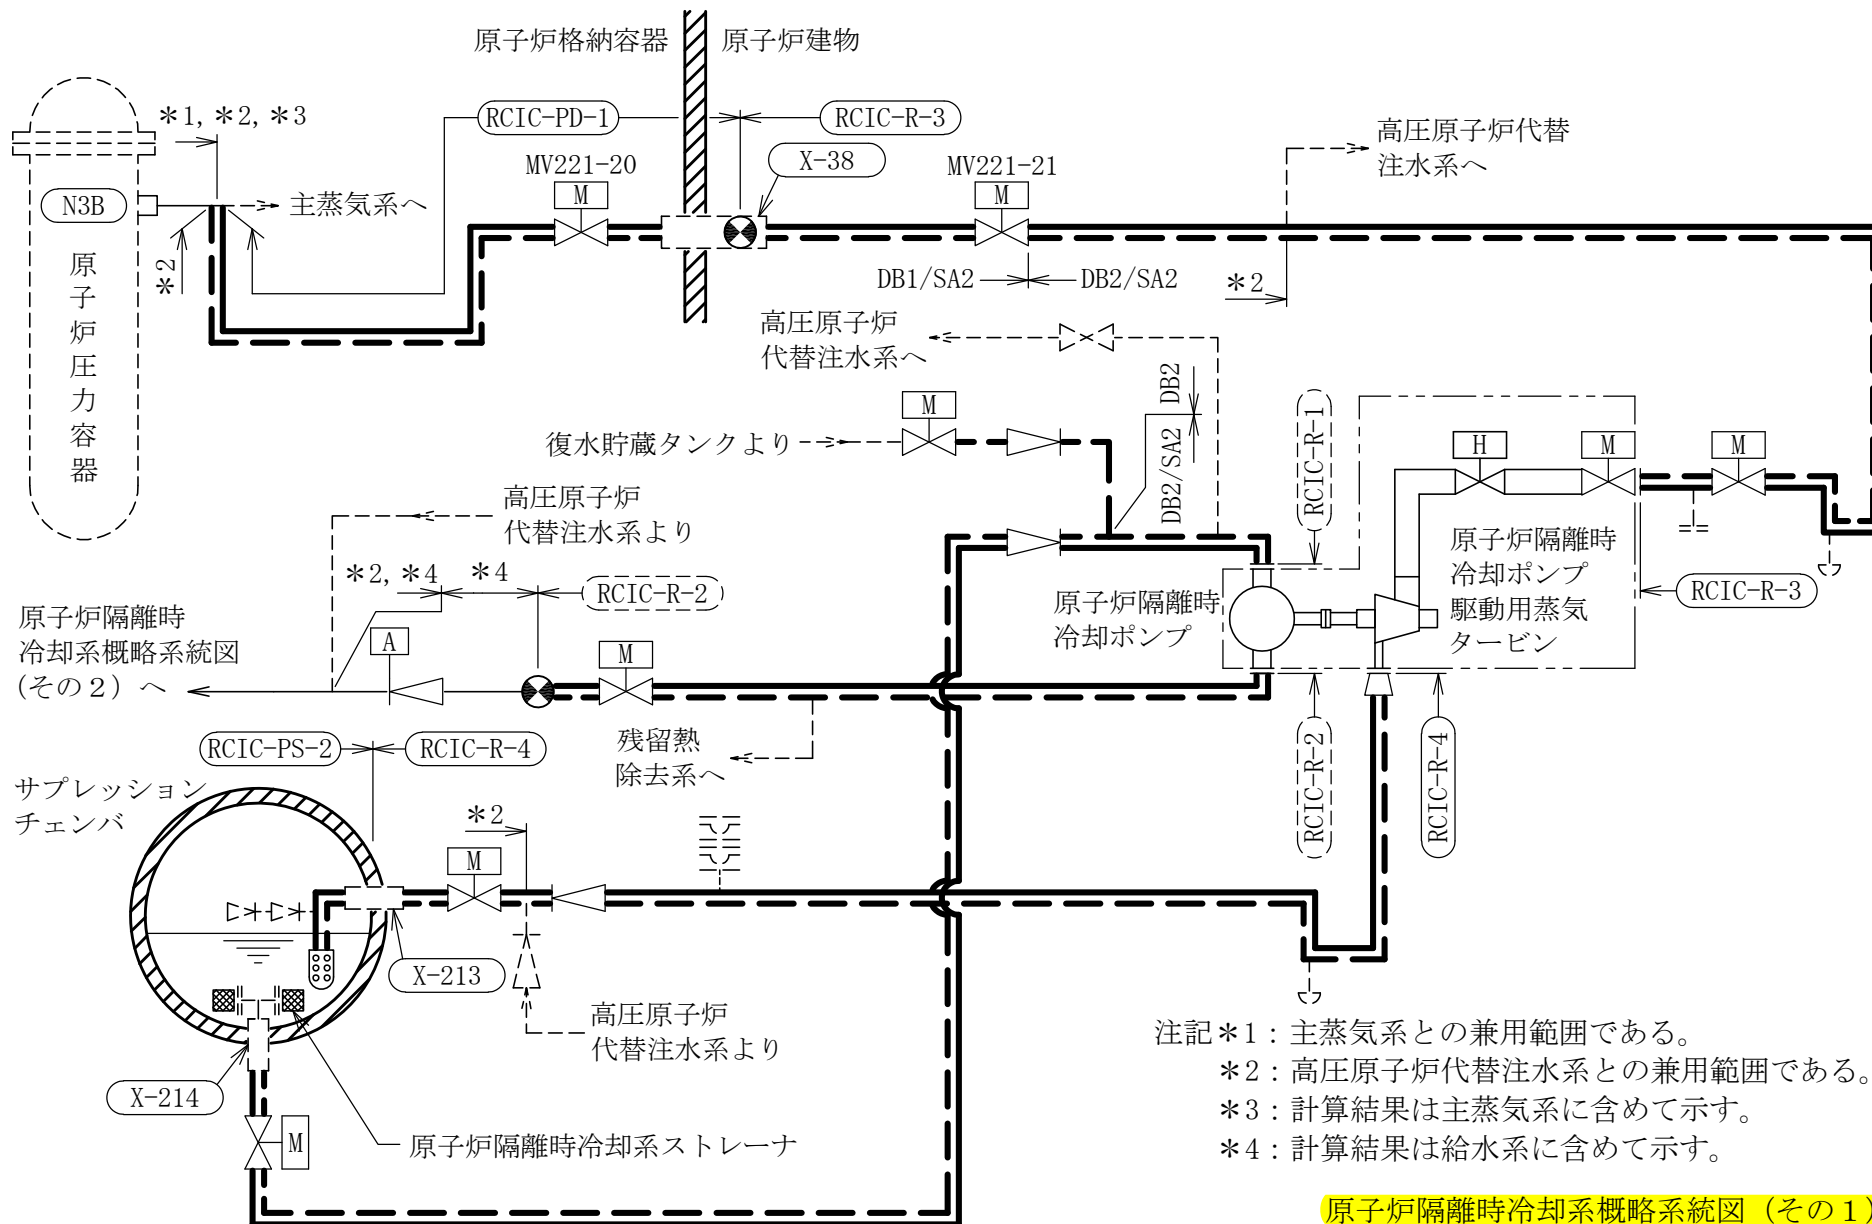 原子炉格納容器
原子炉建物
*1, *2, *3
RCIC-PD-1
RCIC-R-3
高圧原子炉代替
注水系へ
MV221-20
X-38
MV221-21
M
M
N3B
主蒸気系へ
原子炉圧力容器
*2
DB1/SA2
DB2/SA2
*2
高圧原子炉
代替注水系へ
DB2
DB2/SA2
M
復水貯蔵タンクより
RCIC-R-1
H
M
M
高圧原子炉
代替注水系より
原子炉隔離時
冷却ポンプ
駆動用蒸気
タービン
*2, *4
*4
RCIC-R-2
原子炉隔離時
冷却ポンプ
RCIC-R-3
原子炉隔離時
冷却系概略系統図
(その2) へ
A
M
RCIC-PS-2
RCIC-R-4
残留熱
除去系へ
RCIC-R-2
RCIC-R-4
サプレッション
チェンバ
*2
M
X-213
高圧原子炉
代替注水系より
X-214
M
原子炉隔離時冷却系ストレーナ
注記*1:主蒸気系との兼用範囲である。
*2:高圧原子炉代替注水系との兼用範囲である。
*3:計算結果は主蒸気系に含めて示す。
*4:計算結果は給水系に含めて示す。
原子炉隔離時冷却系概略系統図(その1)